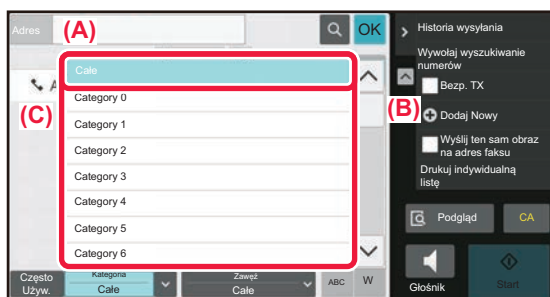 Adres
(A)
OK
Historia wysyłania
Wywołaj wyszukiwanie
numerów
Bezp. TX
(B)
Dodaj Nowy
Wyślij ten sam obraz
na adres faksu
Drukuj indywidualną
listę
Podgląd
CA
Głośnik
Start
A
(C)
Całe
Category 0
Category 1
Category 2
Category 3
Category 4
Category 5
Category 6
Często
Używ.
Kategoria
Całe
Zawęź
Całe
ABC
W